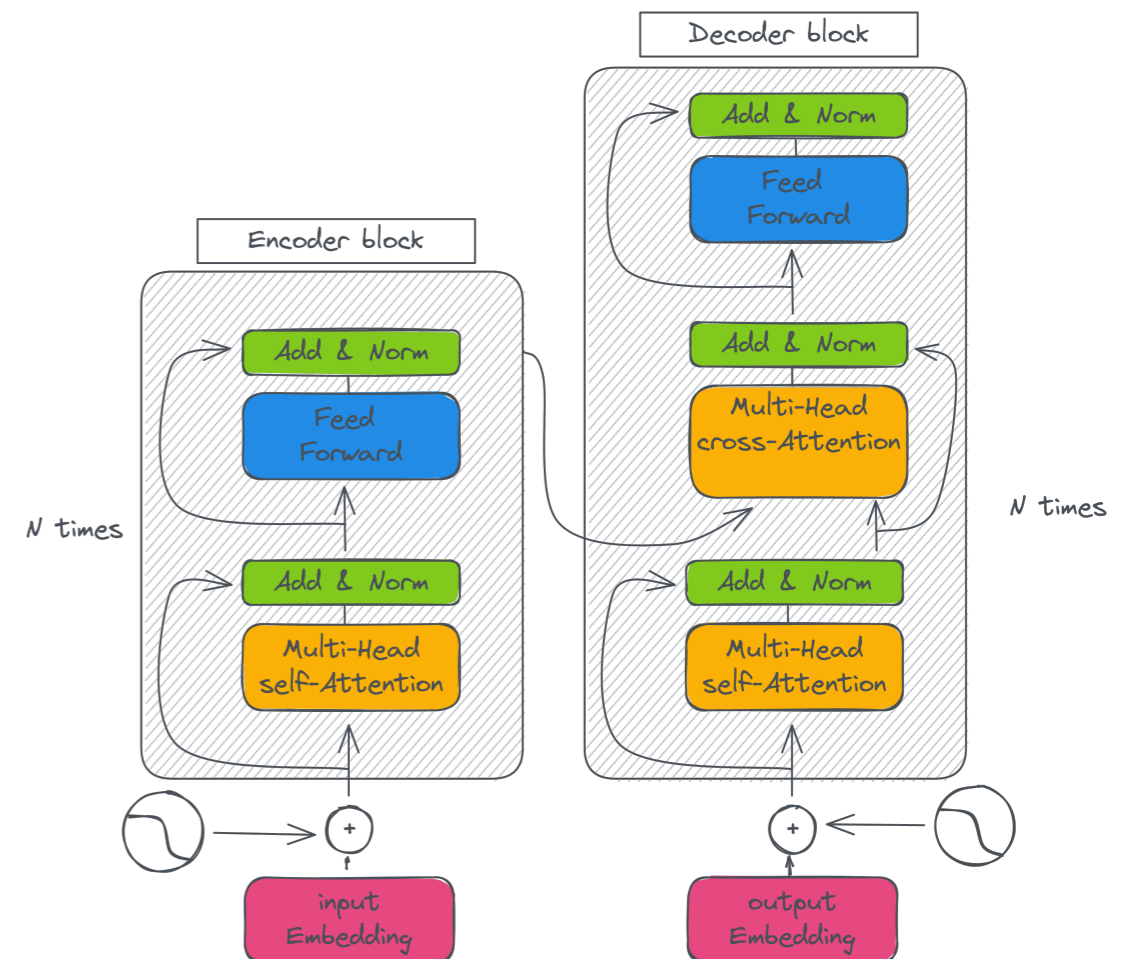 Decoder block
Add & Norm
Feed
Forward
Add & Norm
Multi-Head
cross-Attention
N times
Add & Norm
Multi-Head
self-Attention
+
output
Embedding
Encoder block
Add & Norm
Feed
Forward
N times
Add & Norm
Multi-Head
self-Attention
+
input
Embedding